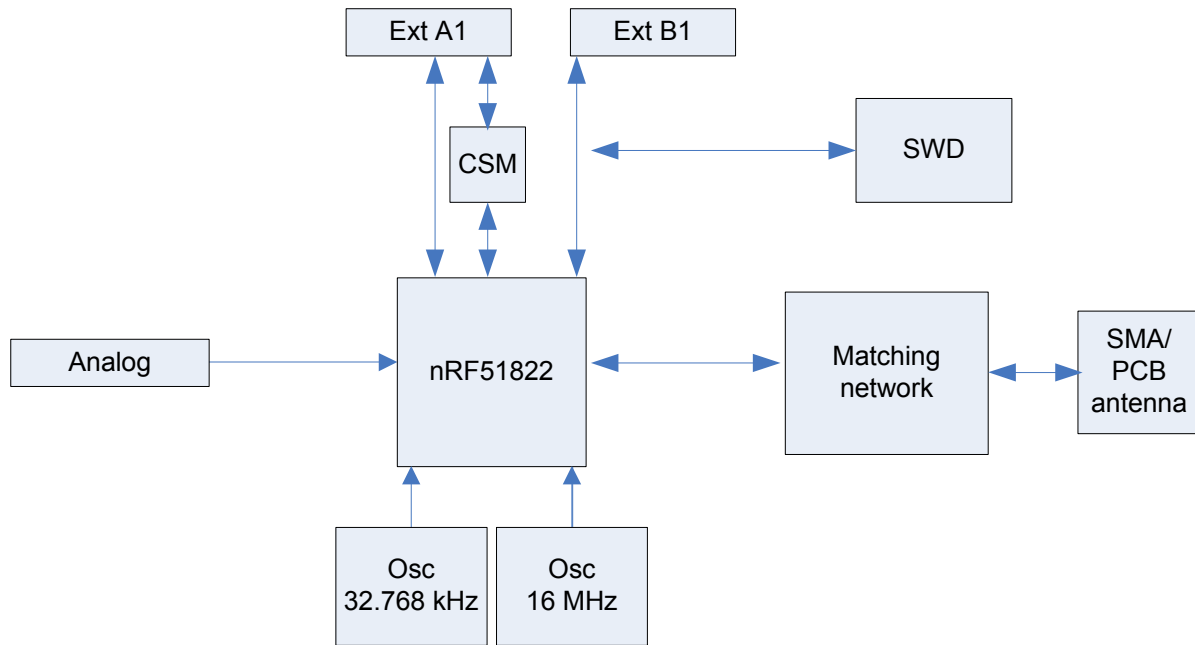 Ext A1
Ext B1
CSM
SWD
Analog
nRF51822
Matching
network
SMA/
PCB
antenna
Osc
32.768 kHz
Osc
16 MHz